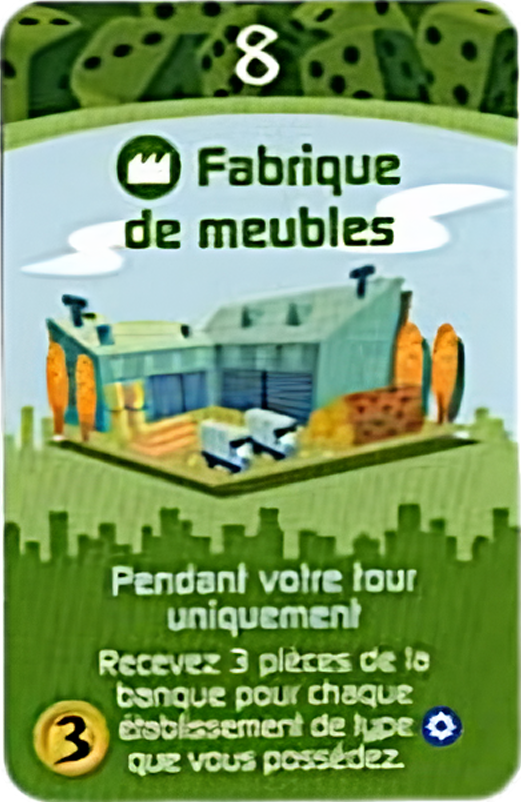 8
Fabrique
de meubles
Pendant votre tour
uniquement
Recevez 3 pièces de la
banque pour chaque
établissement de type
que vous possédez.
3